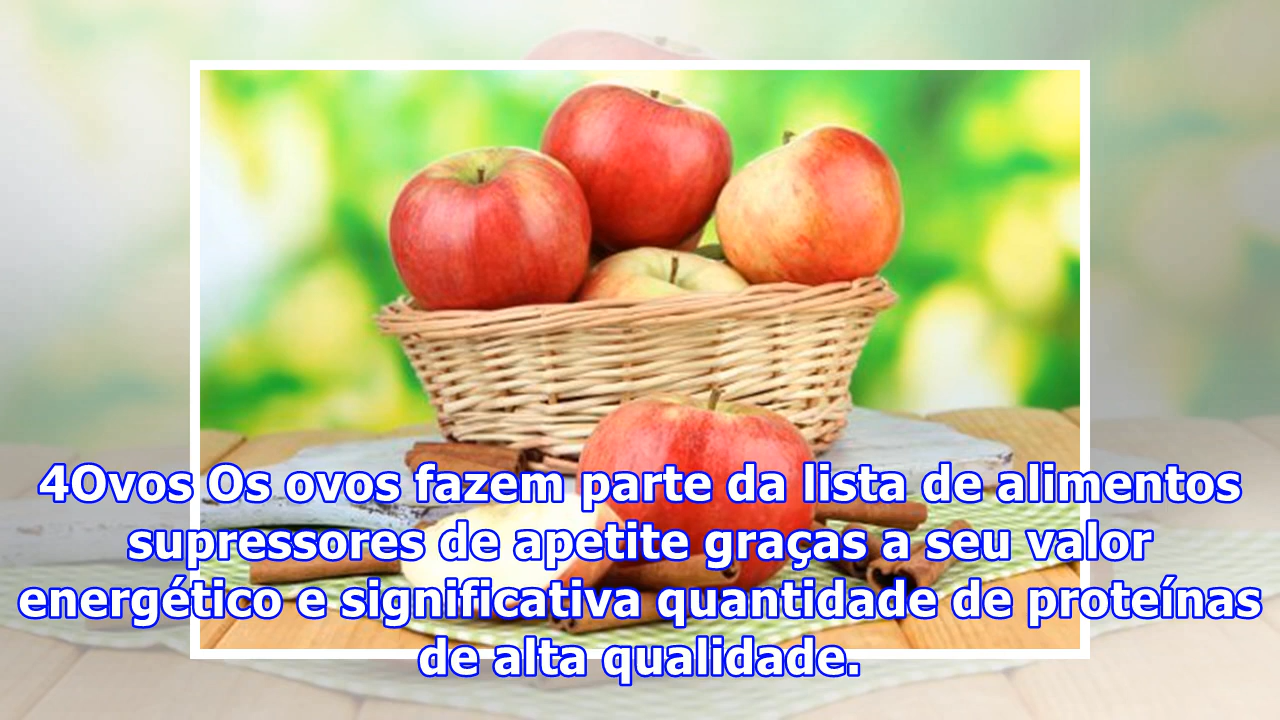 4Ovos Os ovos fazem parte da lista de alimentos
supressores de apetite graças a seu valor
energético e significativa quantidade de proteínas
de alta qualidade.